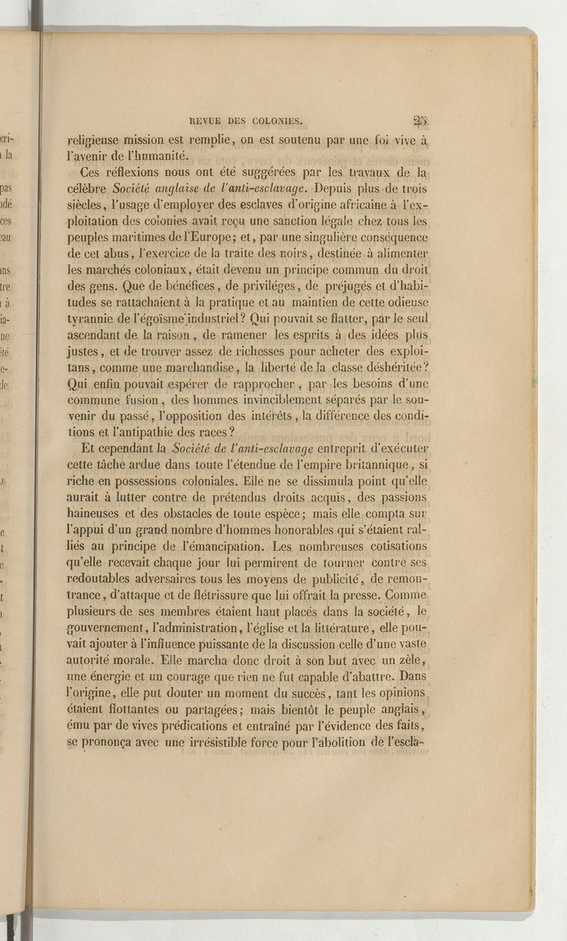 REVUE DES COLONIES. 25
religieuse mission est remplie, on est soutenu par une foi vive à
l'avenir de l'humanité.
Ces réflexions nous ont été suggérées par les travaux de la
célèbre Société anglaise de l'anti-esclavage. Depuis plus de trois
siècles, l'usage d'employer des esclaves d'origine africaine à l'ex-
ploitation des colonies avait reçu une sanction légale chez tous les
peuples maritimes de l'Europe; et, par une singulière conséquence
de cet abus, l'exercice de la traite des noirs, destinée à alimenter
les marchés coloniaux, était devenu un principe commun du droit
des gens. Que de bénéfices, de priviléges, de préjugés et d'habi-
tudes se rattachaient à la pratique et au maintien de cette odieuse
tyrannie de l'égoïsme industriel? Qui pouvait se flatter, par le seul
ascendant de la raison, de ramener les esprits à des idées plus
justes, et de trouver assez de richesses pour acheter des exploi-
tans, comme une marchandise, la liberté de la classe déshéritée?
Qui enfin pouvait espérer de rapprocher, par les besoins d'une
commune fusion, des hommes invinciblement séparés par le sou-
venir du passé, l'opposition des intérêts, la différence des condi-
tions et l'antipathie des races?
Et cependant la Société de l'anti-esclavage entreprit d'exécuter
cette tâche ardue dans toute l'étendue de l'empire britannique, si
riche en possessions coloniales. Elle ne se dissimula point qu'elle
aurait à lutter contre de prétendus droits acquis, des passions
haineuses et des obstacles de toute espèce; mais elle compta sur
l'appui d'un grand nombre d'hommes honorables qui s'étaient ral-
liés au principe de l'émancipation. Les nombreuses cotisations
qu'elle recevait chaque jour lui permirent de tourner contre ses
redoutables adversaires tous les moyens de publicité, de remon-
trance, d'attaque et de flétrissure que lui offrait la presse. Comme
plusieurs de ses membres étaient haut placés dans la société, le
gouvernement, l'administration, l'église et la littérature, elle pou-
vait ajouter à l'influence puissante de la discussion celle d'une vaste
autorité morale. Elle marcha donc droit à son but avec un zèle,
une énergie et un courage que rien ne fut capable d'abattre. Dans
l'origine, elle put douter un moment du succès, tant les opinions
étaient flottantes ou partagées; mais bientôt le peuple anglais,
ému par de vives prédications et entraîné par l'évidence des faits,
se prononça avec une irrésistible force pour l'abolition de l'escla-